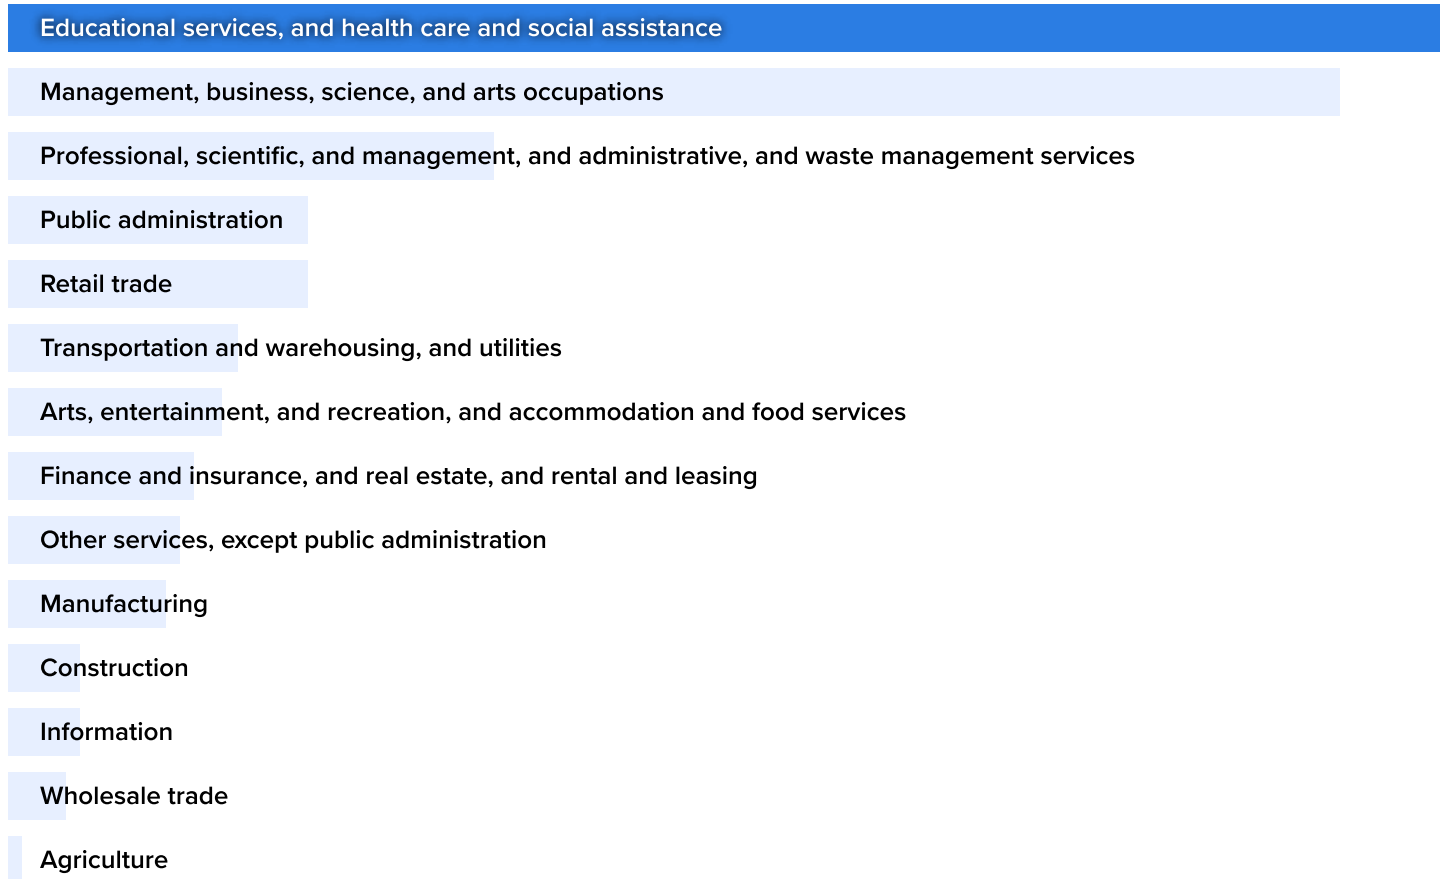 Educational services, and health care and social assistance
Management, business, science, and arts occupations
Professional, scientific, and management, and administrative, and waste management services
Public administration
Retail trade
Transportation and warehousing, and utilities
Arts, entertainment, and recreation, and accommodation and food services
Finance and insurance, and real estate, and rental and leasing
Other services, except public administration
Manufacturing
Construction
Information
Wholesale trade
Agriculture